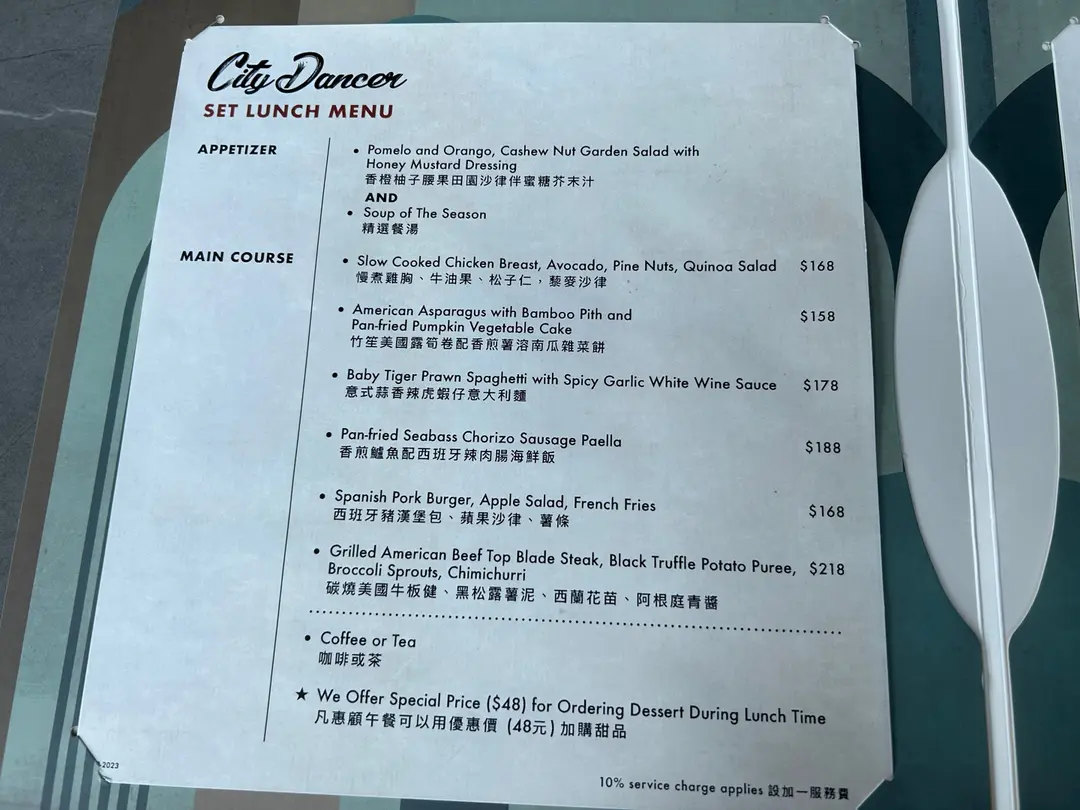 City Dancer
SET LUNCH MENU
APPETIZER
• Pomelo and Orango, Cashew Nut Garden Salad with
Honey Mustard Dressing
香橙柚子腰果田園沙律伴蜜糖芥末汁
AND
• Soup of The Season
精選餐湯
MAIN COURSE
• Slow Cooked Chicken Breast, Avocado, Pine Nuts, Quinoa Salad $168
慢煮雞胸、牛油果、松子仁，藜麥沙律
• American Asparagus with Bamboo Pith and
Pan-fried Pumpkin Vegetable Cake $158
竹笙美國露筍卷配香煎薯溶南瓜雜菜餅
• Baby Tiger Prawn Spaghetti with Spicy Garlic White Wine Sauce $178
意式蒜香辣虎蝦仔意大利麵
• Pan-fried Seabass Chorizo Sausage Paella $188
香煎鱸魚配西班牙辣肉腸海鮮飯
• Spanish Pork Burger, Apple Salad, French Fries $168
西班牙豬漢堡包、蘋果沙律、薯條
• Grilled American Beef Top Blade Steak, Black Truffle Potato Puree, $218
Broccoli Sprouts, Chimichurri
碳燒美國牛板健、黑松露薯泥、西蘭花苗、阿根庭青醬
• Coffee or Tea
咖啡或茶
★ We Offer Special Price ($48) for Ordering Dessert During Lunch Time
凡惠顧午餐可以用優惠價 (48元) 加購甜品
2023
10% service charge applies 設加一服務費